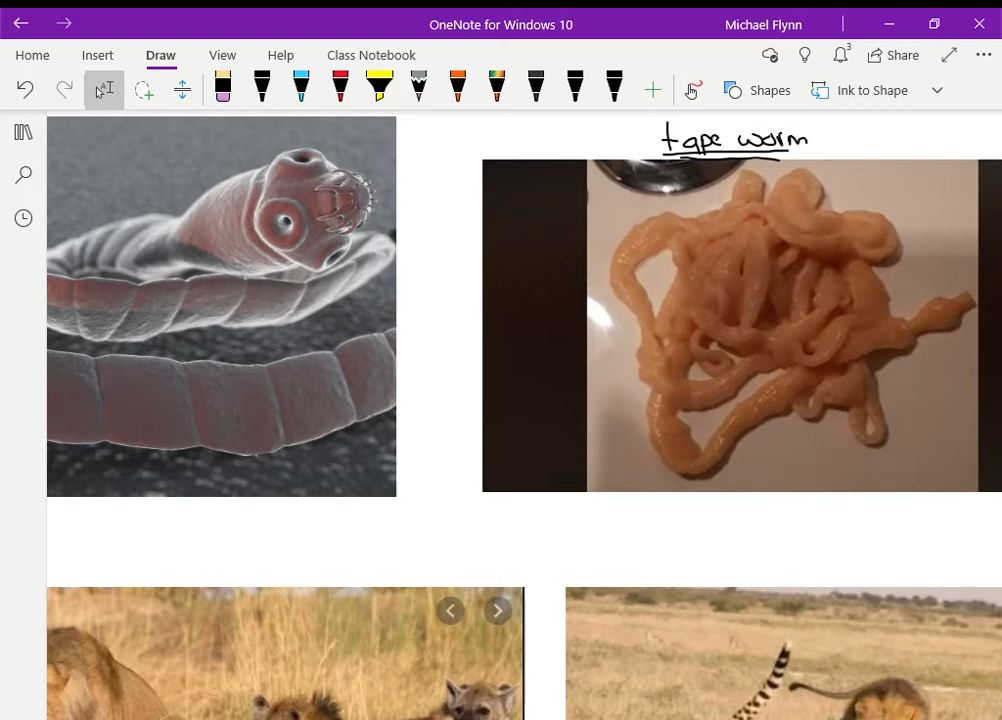 OneNote for Windows 10
Michael Flynn
Home Insert Draw View Help Class Notebook
3
Share
Shapes
Ink to Shape
tape worm